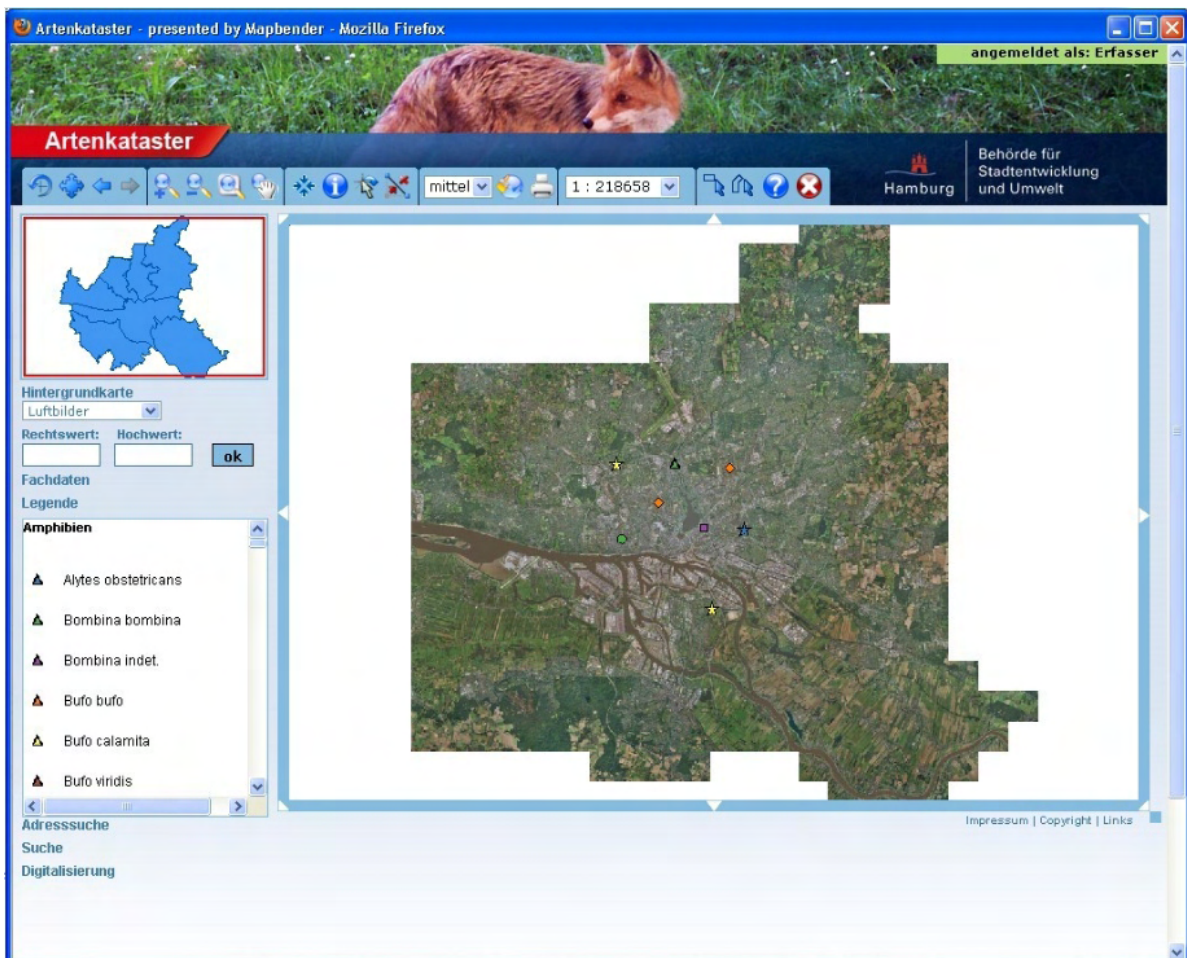 Artenkataster - presented by Mapbender - Mozilla Firefox
angemeldet als: Erfasser
Artenkataster
Hamburg
Behörde für
Stadtentwicklung
und Umwelt
mittel
1 : 218658
Hintergrundkarte
Luftbilder
Rechtswert: Hochwert:
ok
Fachdaten
Legende
Amphibien
Alytes obstetricans
Bombina bombina
Bombina indet.
Bufo bufo
Bufo calamita
Bufo viridis
Adresssuche
Suche
Digitalisierung
Impressum | Copyright | Links